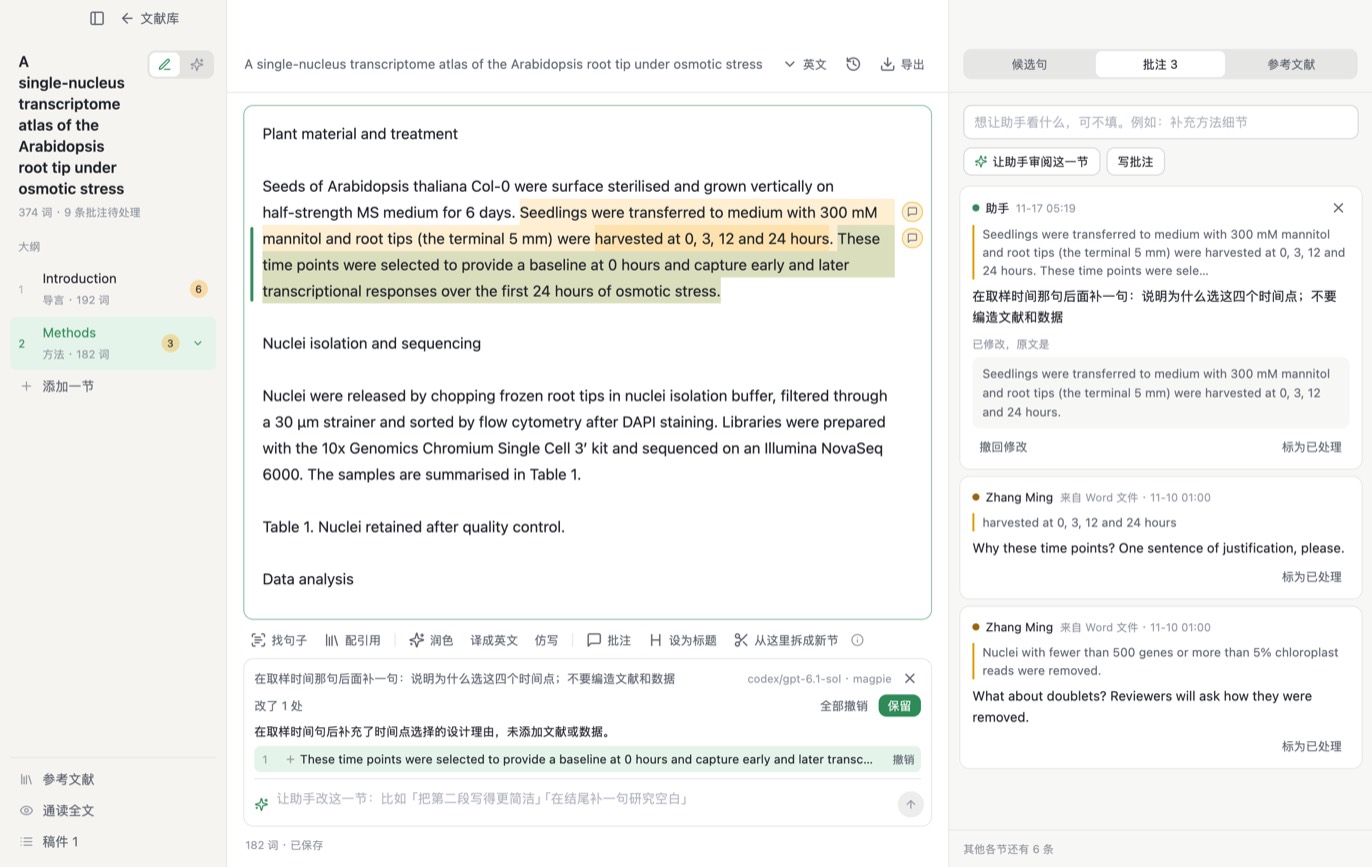 文献库
A
single-nucleus
transcriptome
atlas of the
Arabidopsis
root tip under
osmotic stress
374 词 · 9 条批注待处理
大纲
1 Introduction
导言 · 192 词
6
2 Methods
方法 · 182 词
3
添加一节
参考文献
通读全文
稿件 1
A single-nucleus transcriptome atlas of the Arabidopsis root tip under osmotic stress 英文 导出
Plant material and treatment
Seeds of Arabidopsis thaliana Col-0 were surface sterilised and grown vertically on
half-strength MS medium for 6 days. Seedlings were transferred to medium with 300 mM
mannitol and root tips (the terminal 5 mm) were harvested at 0, 3, 12 and 24 hours. These
time points were selected to provide a baseline at 0 hours and capture early and later
transcriptional responses over the first 24 hours of osmotic stress.
Nuclei isolation and sequencing
Nuclei were released by chopping frozen root tips in nuclei isolation buffer, filtered through
a 30 µm strainer and sorted by flow cytometry after DAPI staining. Libraries were prepared
with the 10x Genomics Chromium Single Cell 3′ kit and sequenced on an Illumina NovaSeq
6000. The samples are summarised in Table 1.
Table 1. Nuclei retained after quality control.
Data analysis
找句子 配引用 润色 译成英文 仿写 批注 设为标题 从这里拆成新节
在取样时间那句后面补一句：说明为什么选这四个时间点；不要编造文献和数据 codex/gpt-6.1-sol · magpie
改了 1 处 全部撤销 保留
在取样时间句后补充了时间点选择的设计理由，未添加文献或数据。
1 + These time points were selected to provide a baseline at 0 hours and capture early and later transc... 撤销
让助手改这一节：比如「把第二段写得更简洁」「在结尾补一句研究空白」
182 词 · 已保存
候选句 批注 3 参考文献
想让助手看什么，可不填。例如：补充方法细节
让助手审阅这一节 写批注
助手 11-17 05:19
Seedlings were transferred to medium with 300 mM mannitol
and root tips (the terminal 5 mm) were harvested at 0, 3, 12 and
24 hours. These time points were sele...
在取样时间那句后面补一句：说明为什么选这四个时间点；不要
编造文献和数据
已修改，原文是
Seedlings were transferred to medium with 300 mM mannitol
and root tips (the terminal 5 mm) were harvested at 0, 3, 12
and 24 hours.
撤回修改 标为已处理
Zhang Ming 来自 Word 文件 · 11-10 01:00
harvested at 0, 3, 12 and 24 hours
Why these time points? One sentence of justification, please.
标为已处理
Zhang Ming 来自 Word 文件 · 11-10 01:00
Nuclei with fewer than 500 genes or more than 5% chloroplast
reads were removed.
What about doublets? Reviewers will ask how they were
removed.
标为已处理
其他各节还有 6 条